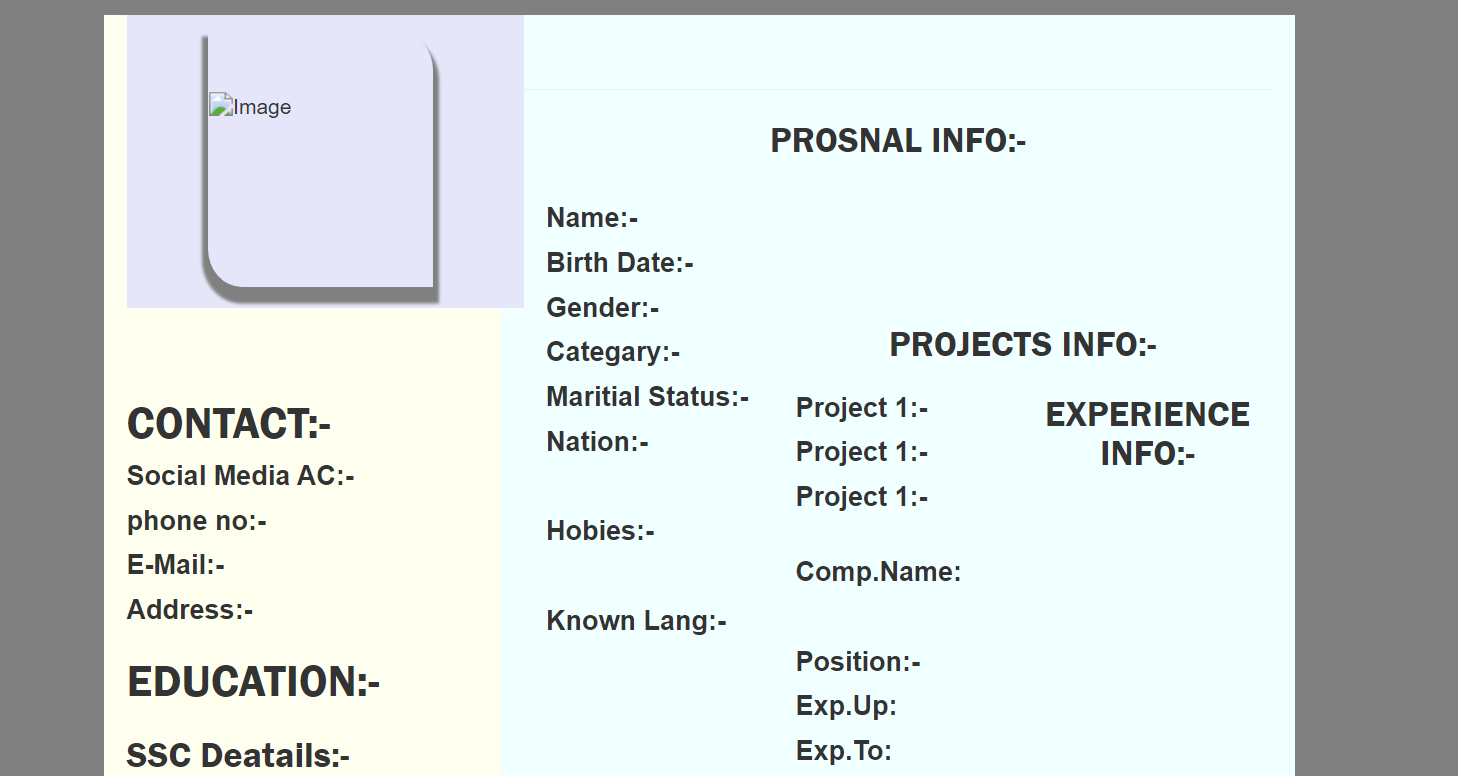 Image
CONTACT:-
Social Media AC:-
phone no:-
E-Mail:-
Address:-
EDUCATION:-
SSC Deatails:-
PROSNAL INFO:-
Name:-
Birth Date:-
Gender:-
Categary:-
Maritial Status:-
Nation:-
Hobies:-
Known Lang:-
PROJECTS INFO:-
Project 1:-
Project 1:-
Project 1:-
EXPERIENCE
INFO:-
Comp.Name:
Position:-
Exp.Up:
Exp.To: